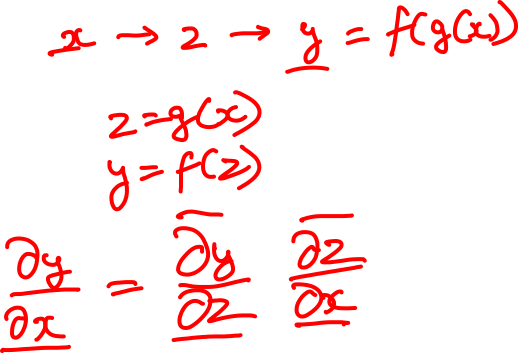 x → z → y = f(g(x))
z = g(x)
y = f(z)
∂y/∂x = ∂y/∂z ∂z/∂x